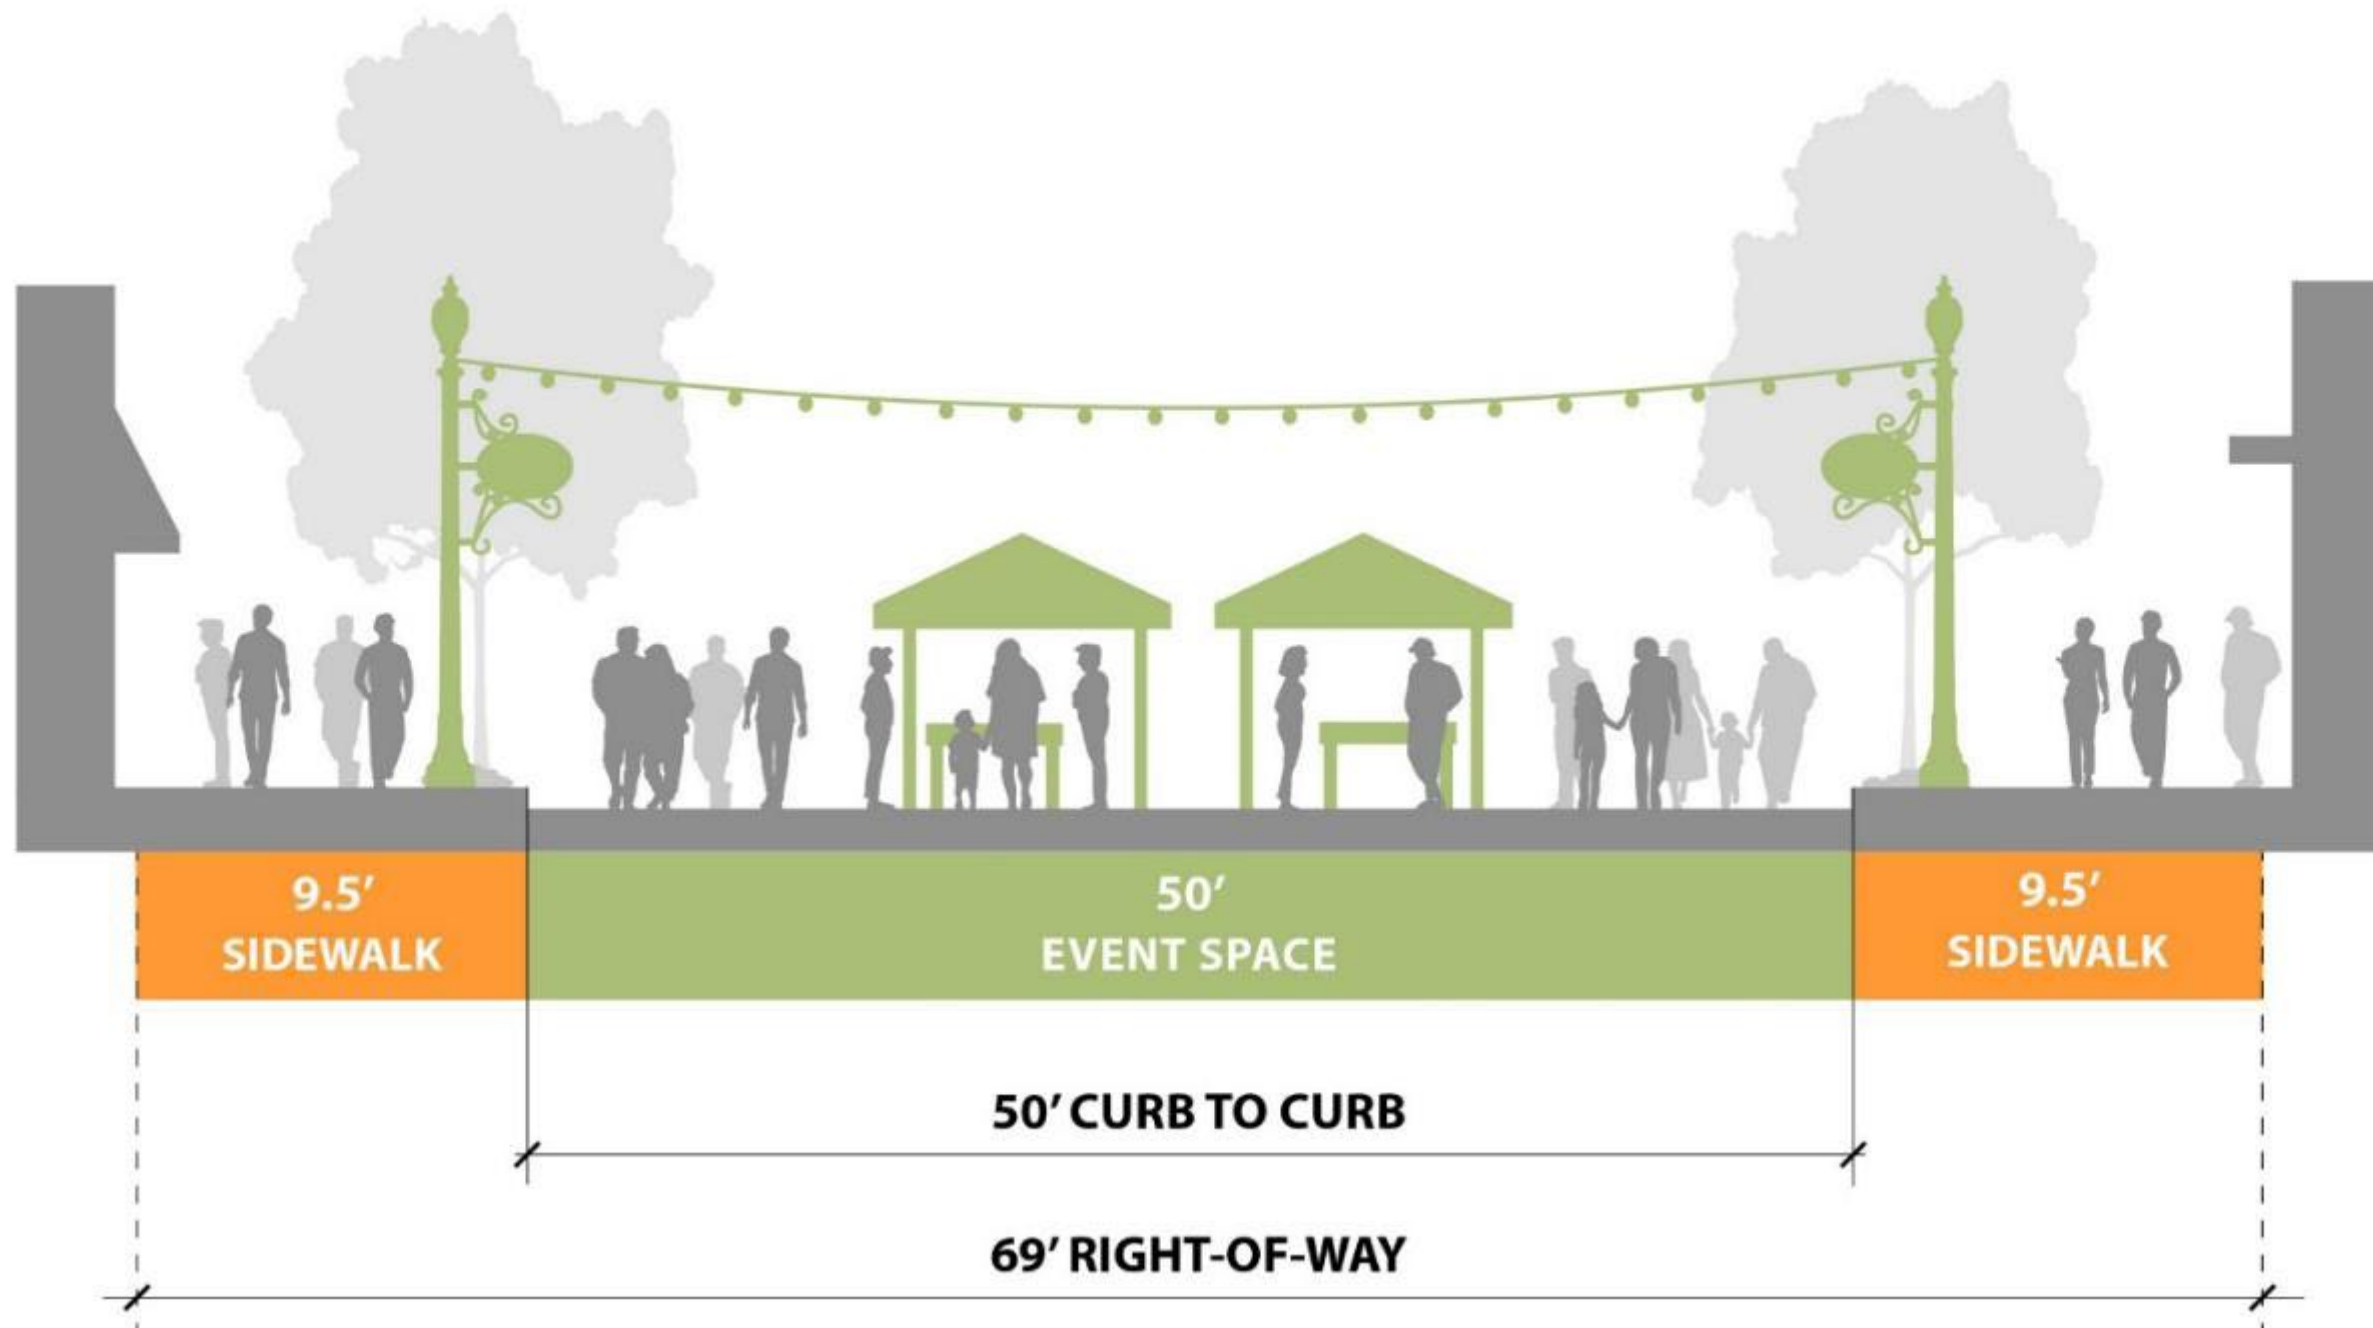 9.5′
SIDEWALK
50′
EVENT SPACE
9.5′
SIDEWALK
50′ CURB TO CURB
69′ RIGHT-OF-WAY